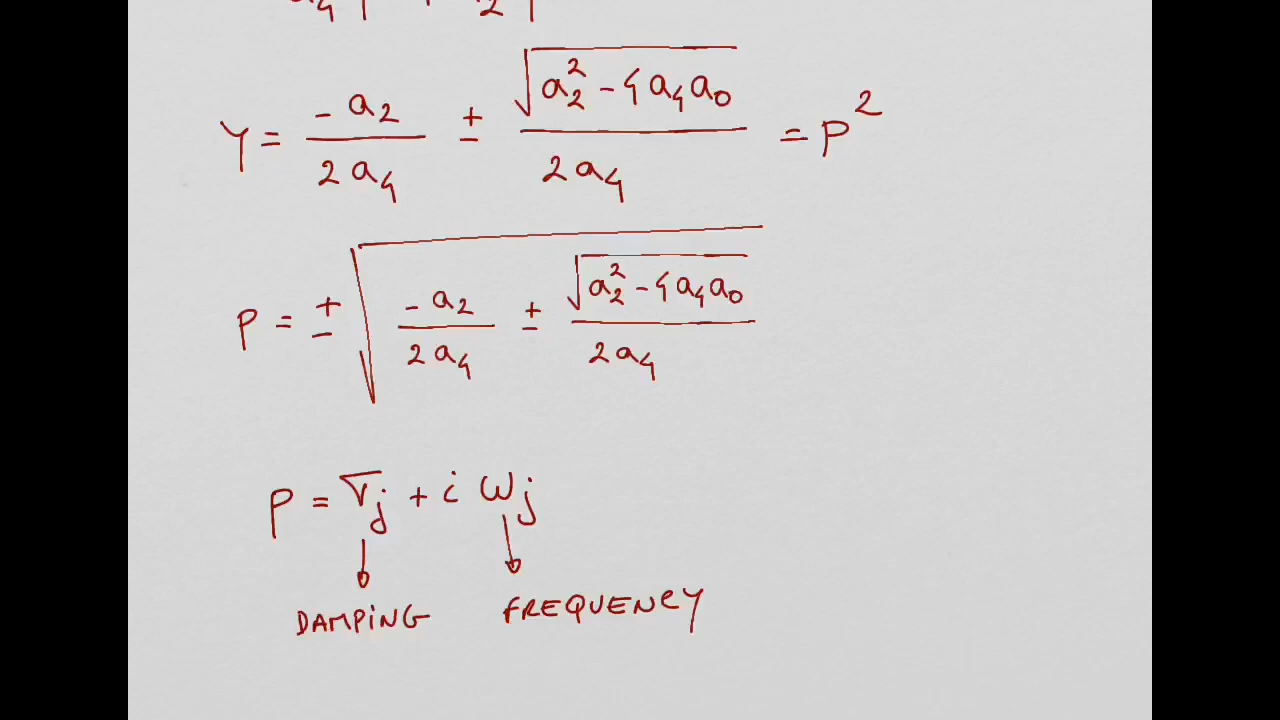 Y = -a₂ / 2a₄ ± √(a₂² - 4a₄a₀) / 2a₄ = P²
P = ± √(-a₂ / 2a₄ ± √(a₂² - 4a₄a₀) / 2a₄)
P = σⱼ + i ωⱼ
DAMPING FREQUENCY